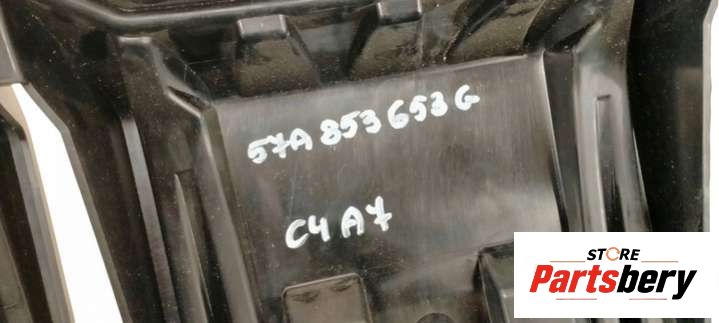 57A 853 653 G
C4 A7
STORE
Partsbery